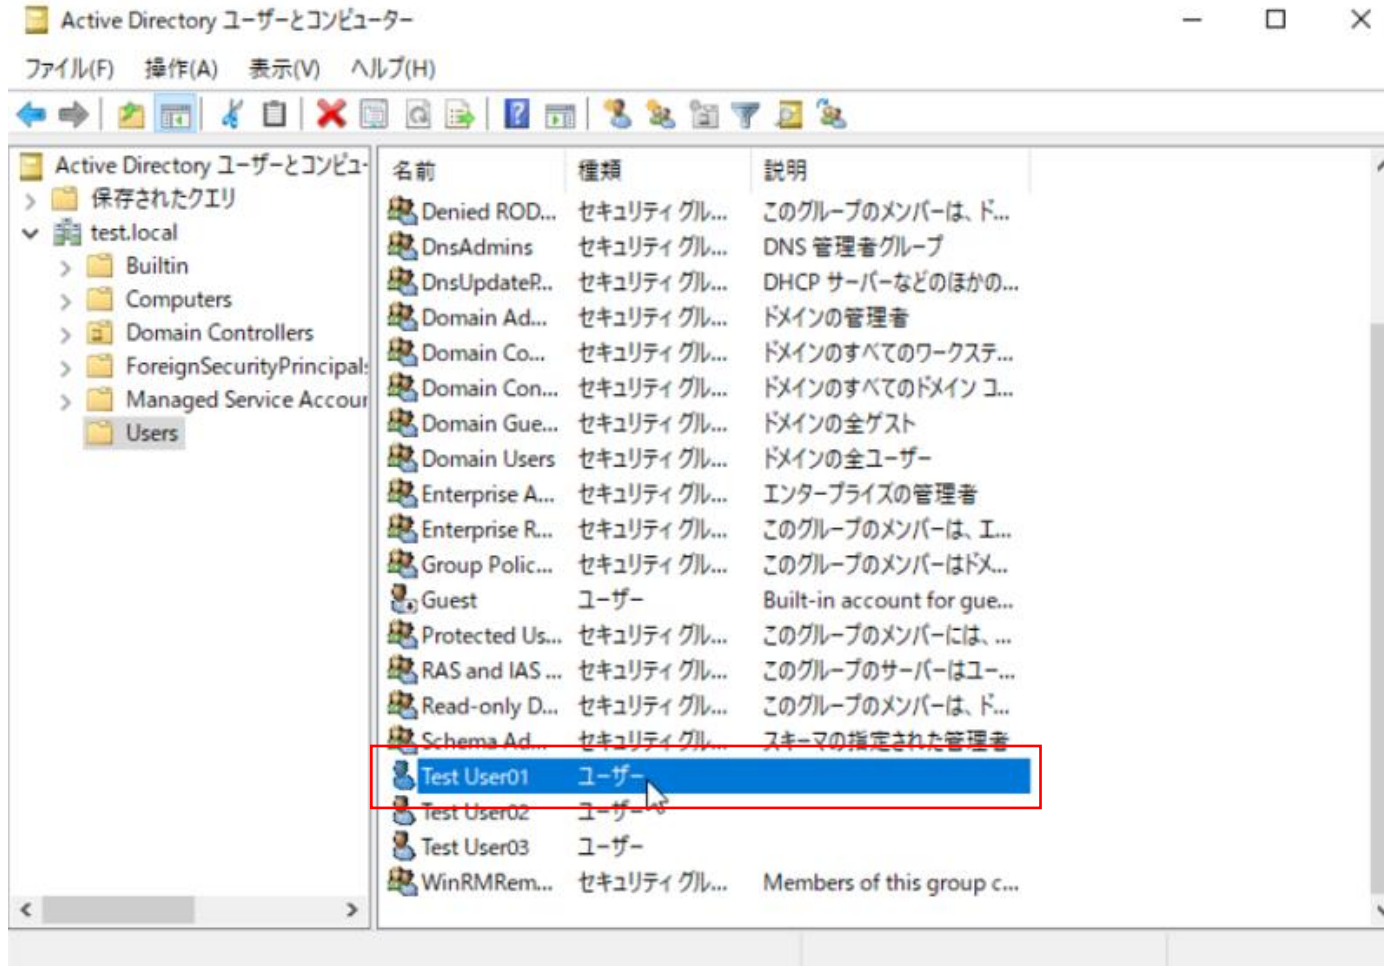 Active Directory ユーザーとコンピューター
ファイル(F) 操作(A) 表示(V) ヘルプ(H)
Active Directory ユーザーとコンピュー
保存されたクエリ
test.local
Builtin
Computers
Domain Controllers
ForeignSecurityPrincipals
Managed Service Accour
Users
名前 種類 説明
Denied ROD... セキュリティ グル... このグループのメンバーは、ド...
DnsAdmins セキュリティ グル... DNS 管理者グループ
DnsUpdateP... セキュリティ グル... DHCP サーバーなどのほかの...
Domain Ad... セキュリティ グル... ドメインの管理者
Domain Co... セキュリティ グル... ドメインのすべてのワークステ...
Domain Con... セキュリティ グル... ドメインのすべてのドメイン コ...
Domain Gue... セキュリティ グル... ドメインの全ゲスト
Domain Users セキュリティ グル... ドメインの全ユーザー
Enterprise A... セキュリティ グル... エンタープライズの管理者
Enterprise R... セキュリティ グル... このグループのメンバーは、エ...
Group Polic... セキュリティ グル... このグループのメンバーはドメ...
Guest ユーザー Built-in account for gue...
Protected Us... セキュリティ グル... このグループのメンバーには、...
RAS and IAS ... セキュリティ グル... このグループのサーバーはユー...
Read-only D... セキュリティ グル... このグループのメンバーは、ド...
Schema Ad... セキュリティ グル... スキーマの指定された管理者
Test User01 ユーザー
Test User02 ユーザー
Test User03 ユーザー
WinRMRem... セキュリティ グル... Members of this group c...